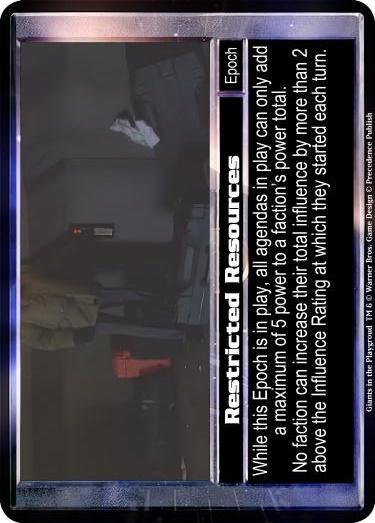 Restricted Resources
Epoch
While this Epoch is in play, all agendas in play can only add
a maximum of 5 power to a faction's power total.
No faction can increase their total influence by more than 2
above the Influence Rating at which they started each turn.
Giants in the Playgroud TM & © Warner Bros. Game Design © Precedence Publish